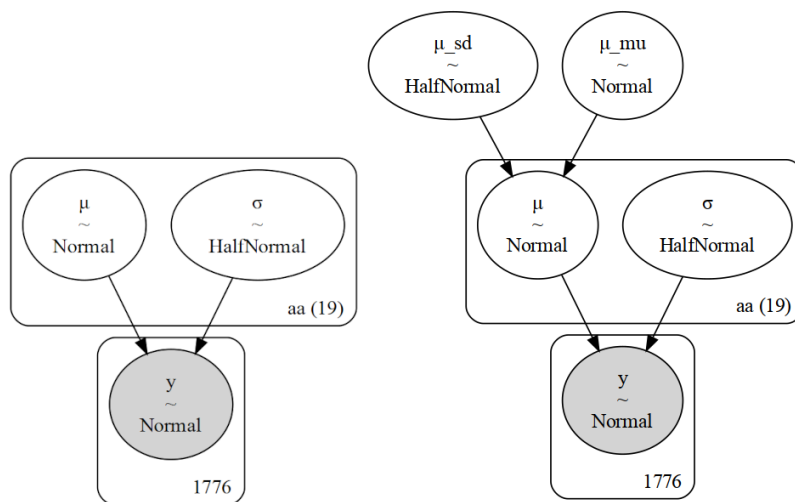 μ
~
Normal
σ
~
HalfNormal
aa (19)
y
~
Normal
1776
μ_sd
~
HalfNormal
μ_mu
~
Normal
μ
~
Normal
σ
~
HalfNormal
aa (19)
y
~
Normal
1776